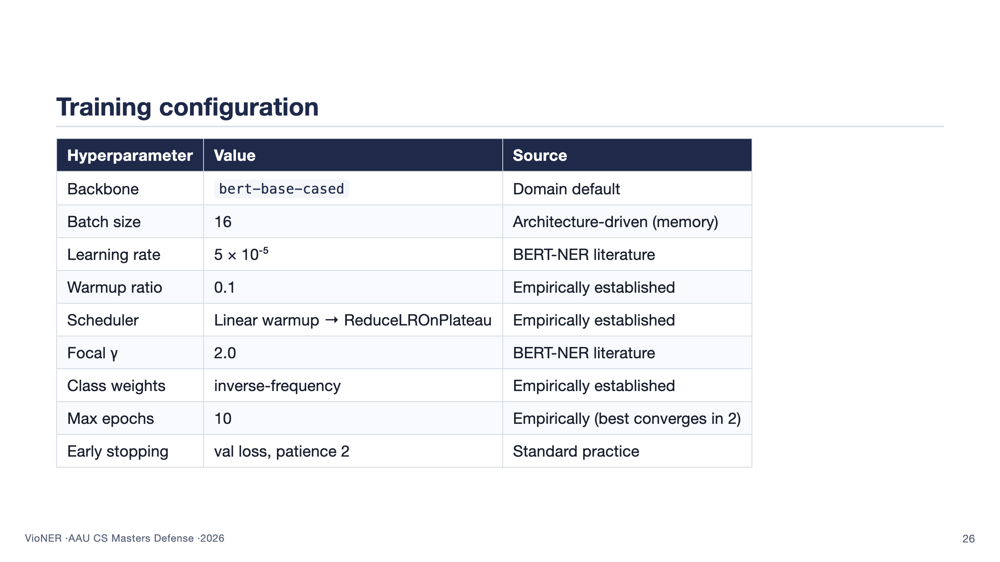 Training configuration
Hyperparameter Value Source
Backbone bert-base-cased Domain default
Batch size 16 Architecture-driven (memory)
Learning rate 5 × 10⁻⁵ BERT-NER literature
Warmup ratio 0.1 Empirically established
Scheduler Linear warmup → ReduceLROnPlateau Empirically established
Focal γ 2.0 BERT-NER literature
Class weights inverse-frequency Empirically established
Max epochs 10 Empirically (best converges in 2)
Early stopping val loss, patience 2 Standard practice
VioNER ·AAU CS Masters Defense ·2026
26